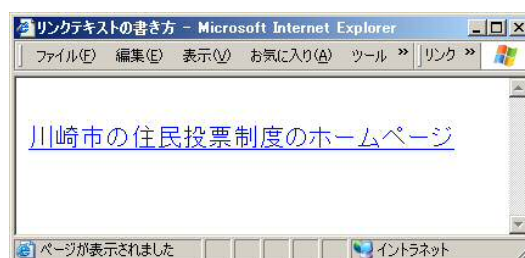 リンクテキストの書き方 - Microsoft Internet Explorer
ファイル(F) 編集(E) 表示(V) お気に入り(A) ツール » リンク »
川崎市の住民投票制度のホームページ
ページが表示されました イントラネット